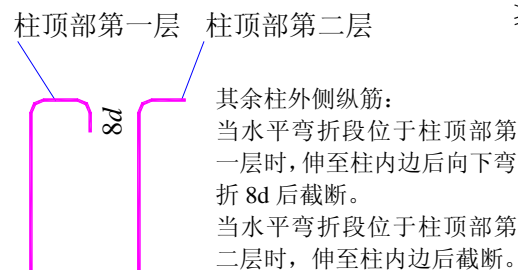 柱顶部第一层 柱顶部第二层
8d
其余柱外侧纵筋：
当水平弯折段位于柱顶部第
一层时，伸至柱内边后向下弯
折 8d 后截断。
当水平弯折段位于柱顶部第
二层时，伸至柱内边后截断。